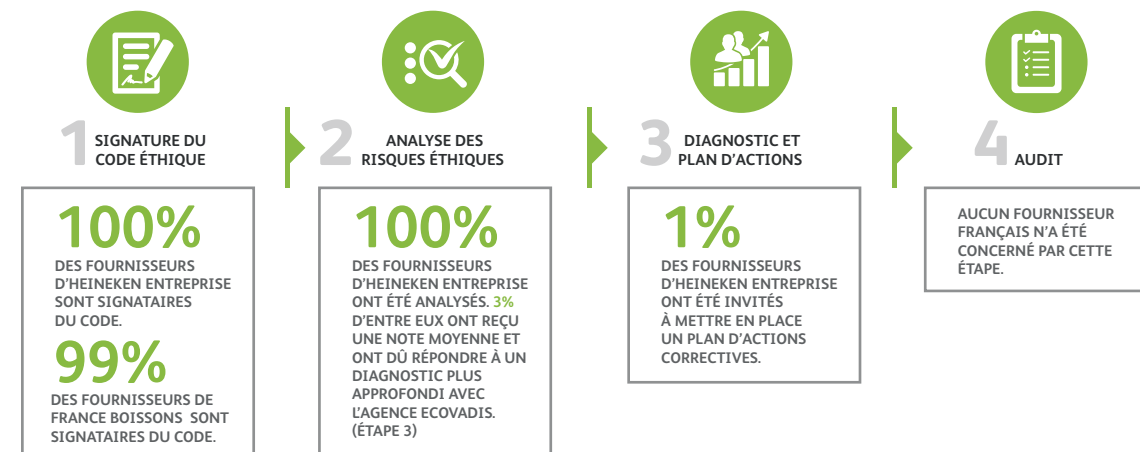 1 SIGNATURE DU
CODE ÉTHIQUE
100%
DES FOURNISSEURS
D'HEINEKEN ENTREPRISE
SONT SIGNATAIRES
DU CODE.
99%
DES FOURNISSEURS DE
FRANCE BOISSONS SONT
SIGNATAIRES DU CODE.
2 ANALYSE DES
RISQUES ÉTHIQUES
100%
DES FOURNISSEURS
D'HEINEKEN ENTREPRISE
ONT ÉTÉ ANALYSÉS. 3%
D'ENTRE EUX ONT REÇU
UNE NOTE MOYENNE ET
ONT DÛ RÉPONDRE À UN
DIAGNOSTIC PLUS
APPROFONDI AVEC
L'AGENCE ECOVADIS.
(ÉTAPE 3)
3 DIAGNOSTIC ET
PLAN D'ACTIONS
1%
DES FOURNISSEURS
D'HEINEKEN ENTREPRISE
ONT ÉTÉ INVITÉS
À METTRE EN PLACE
UN PLAN D'ACTIONS
CORRECTIVES.
4 AUDIT
AUCUN FOURNISSEUR
FRANÇAIS N'A ÉTÉ
CONCERNÉ PAR CETTE
ÉTAPE.